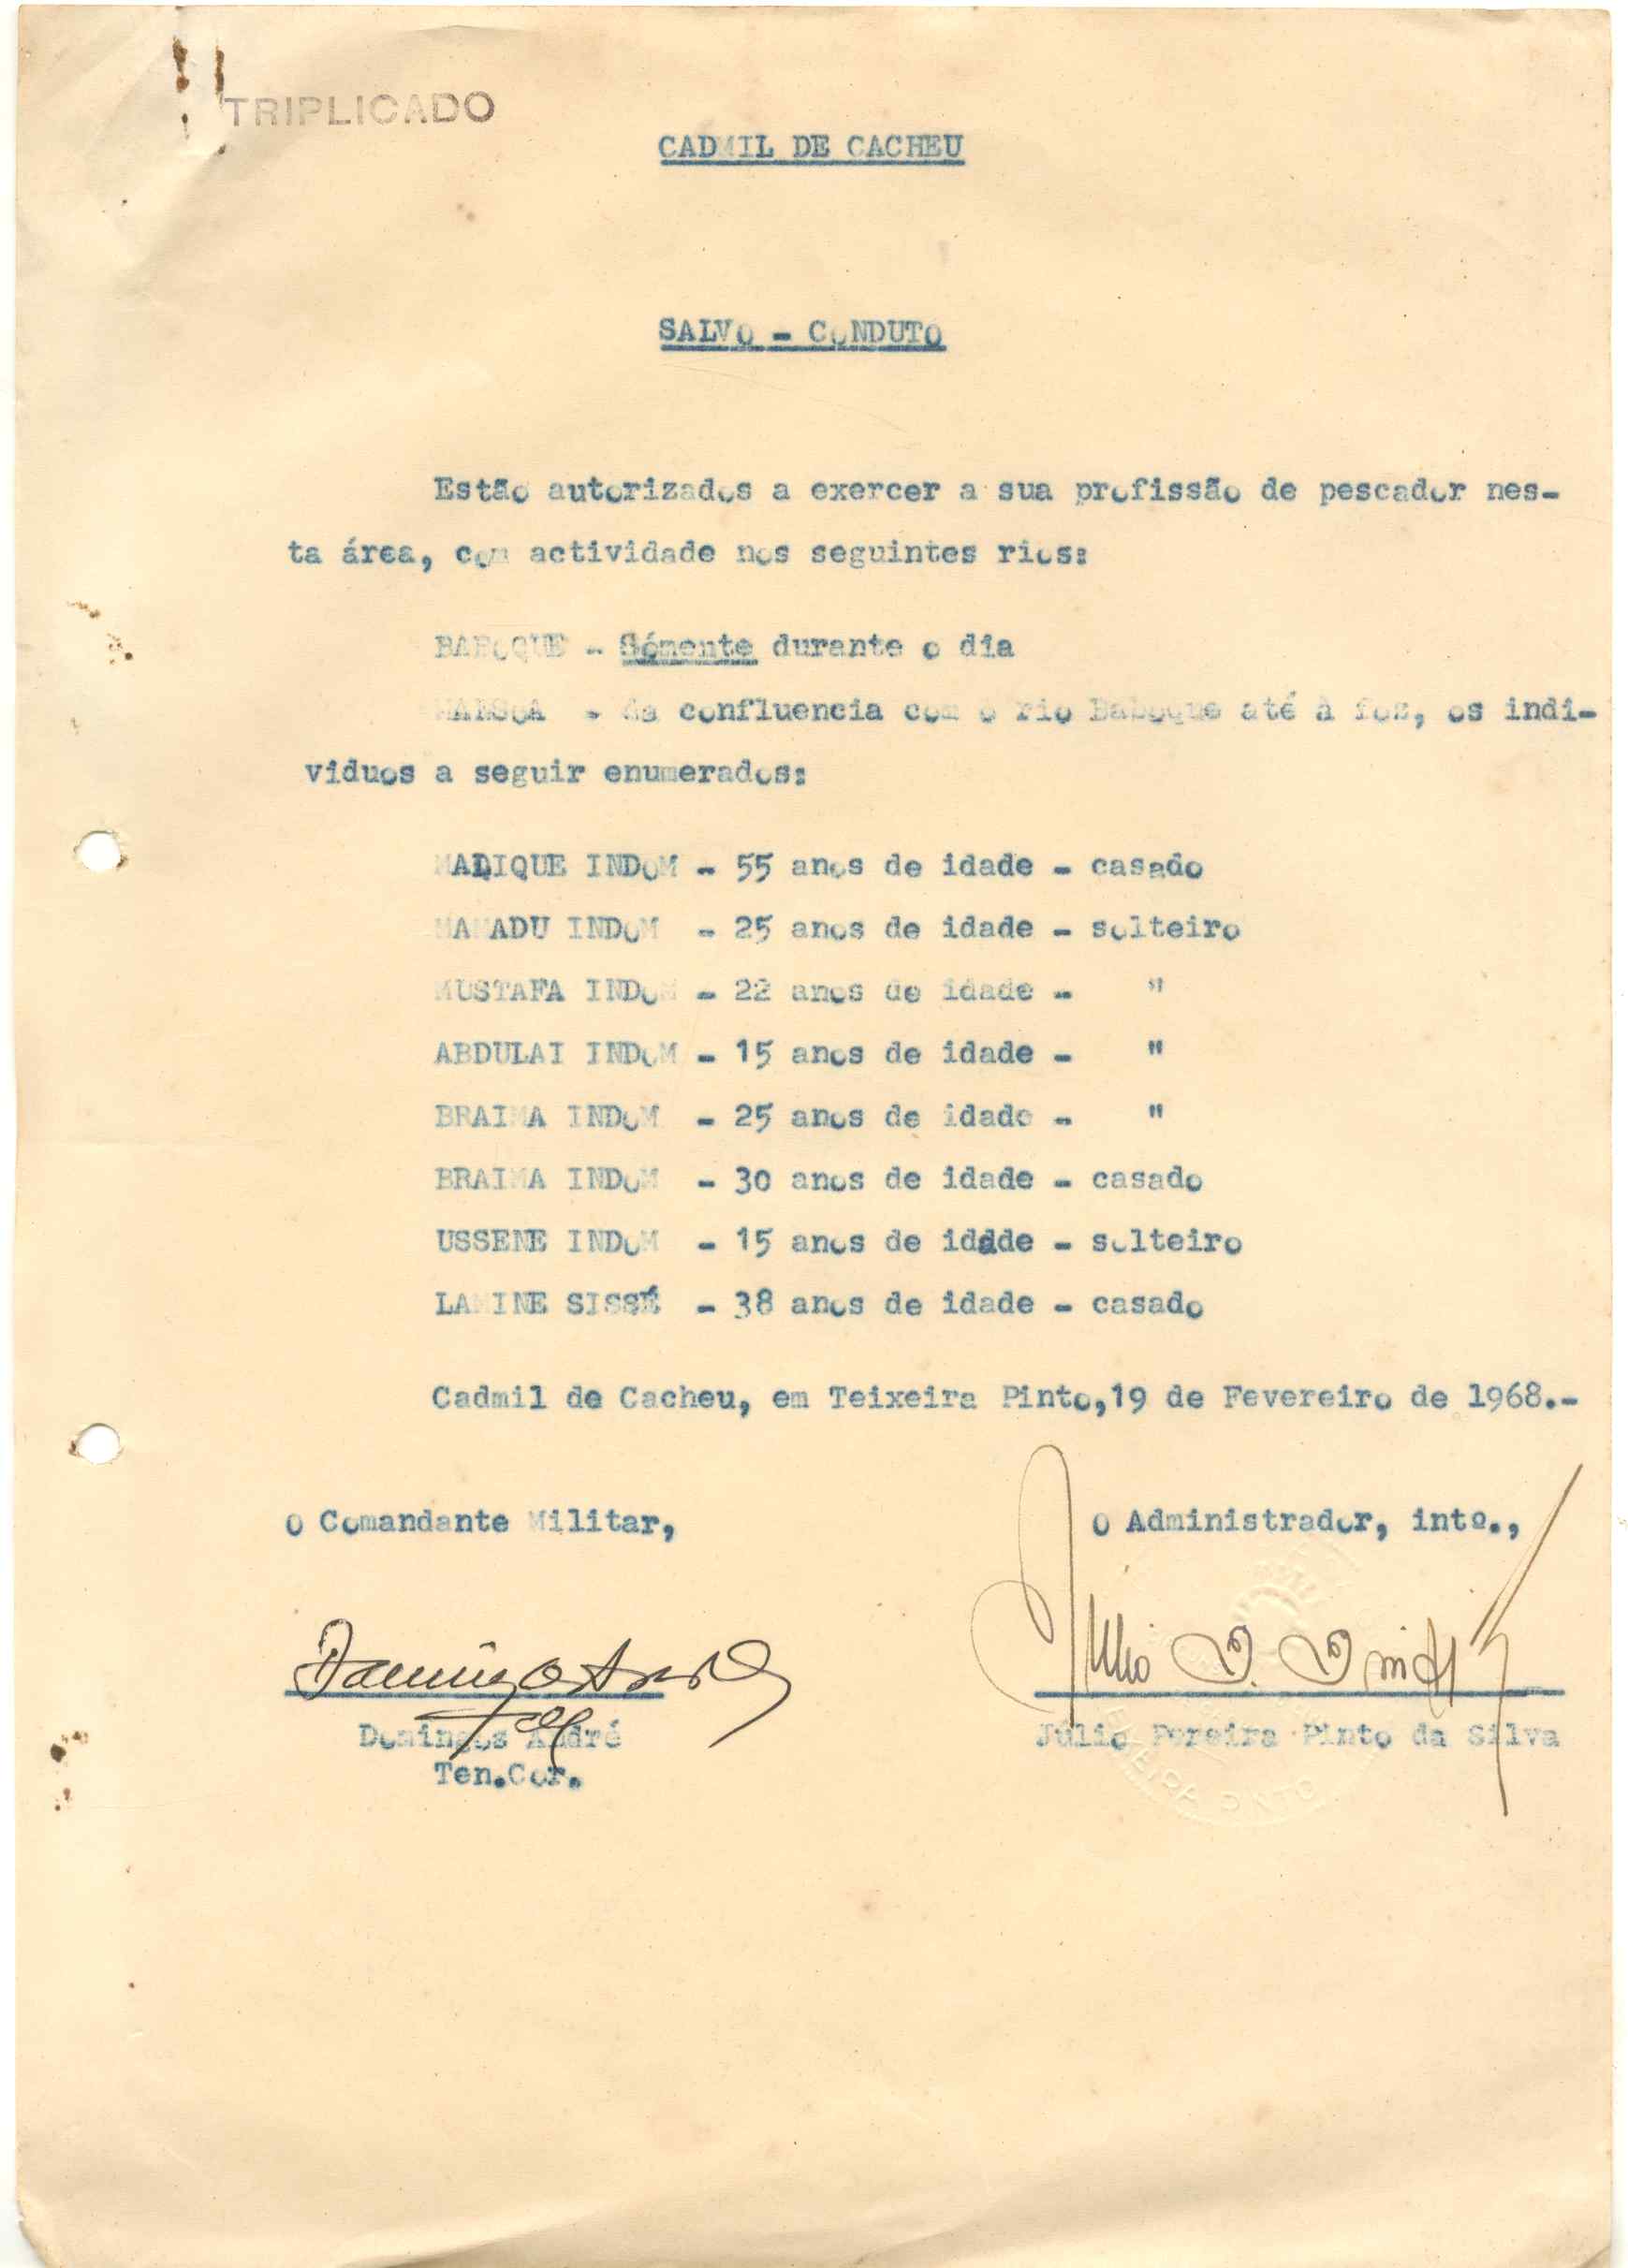 TRIPLICADO
CADMIL DE CACHEU
SALVO - CONDUTO
Estão autorizados a exercer a sua profissão de pescador nes-
ta área, com actividade nos seguintes rios:
BABOQUE - Sómente durante o dia
MANSOA - da confluencia com o rio Baboque até à foz, os indi-
viduos a seguir enumerados:
MALIQUE INDOM - 55 anos de idade - casado
MAMADU INDOM - 25 anos de idade - solteiro
MUSTAFA INDOM - 22 anos de idade - "
ABDULAI INDOM - 15 anos de idade - "
BRAIMA INDOM - 25 anos de idade - "
BRAIMA INDOM - 30 anos de idade - casado
USSENE INDOM - 15 anos de idade - solteiro
LAMINE SISSÉ - 38 anos de idade - casado
Cadmil de Cacheu, em Teixeira Pinto,19 de Fevereiro de 1968.-
O Comandante Militar, O Administrador, intº.,
Domingos André Júlio Pereira Pinto da Silva
Ten.Cor.